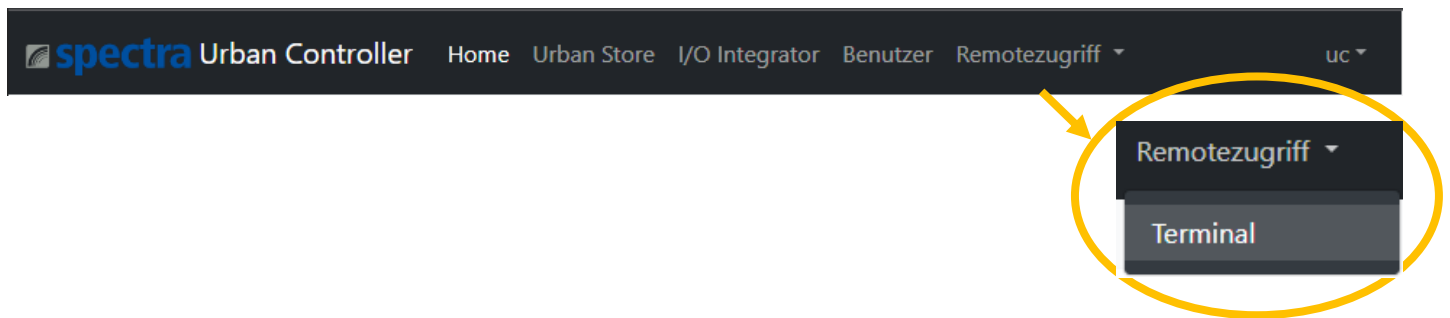 spectra Urban Controller Home Urban Store I/O Integrator Benutzer Remotezugriff uc
Remotezugriff
Terminal